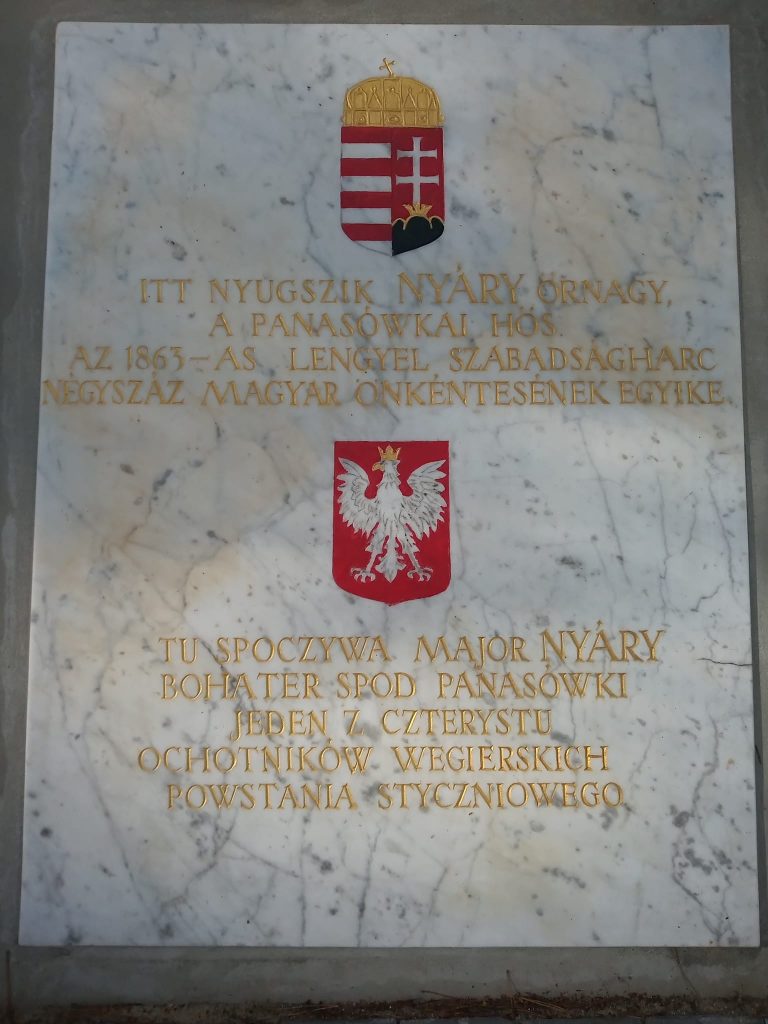 ITT NYUGSZIK NYÁRY ŐRNAGY,
A PANASÓWKAI HŐS.
AZ 1863-AS LENGYEL SZABADSÁGHARC
NÉGYSZÁZ MAGYAR ÖNKÉNTESÉNEK EGYIKE.
TU SPOCZYWA MAJOR NYÁRY
BOHATER SPOD PANASÓWKI
JEDEN Z CZTERYSTU
OCHOTNIKÓW WEGIERSKICH
POWSTANIA STYCZNIOWEGO.